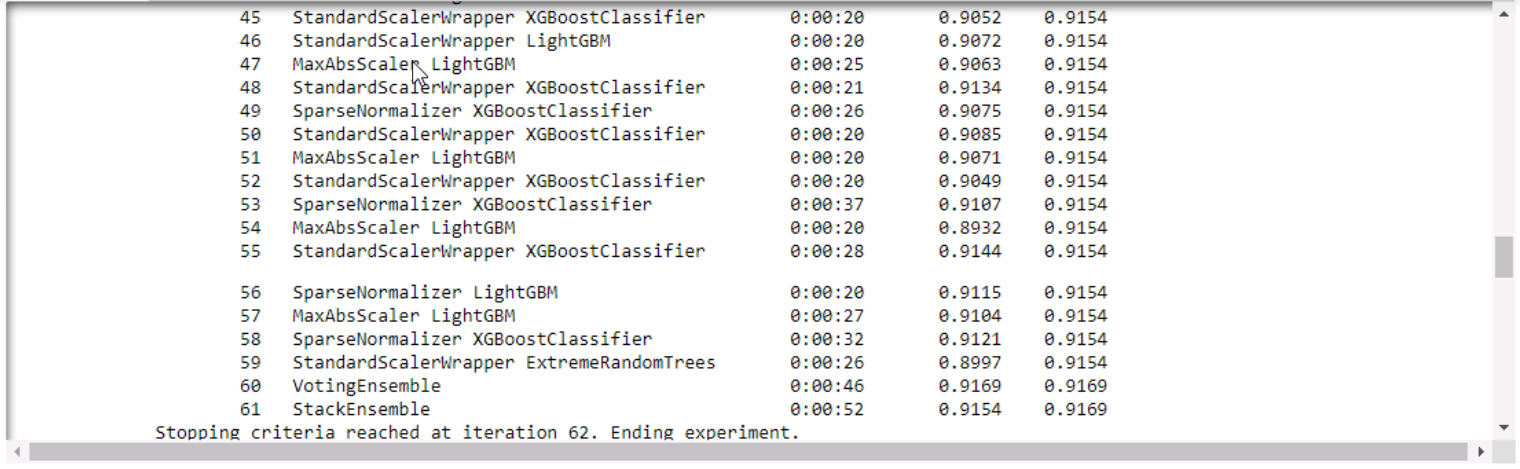 45 StandardScalerWrapper XGBoostClassifier 0:00:20 0.9052 0.9154
46 StandardScalerWrapper LightGBM 0:00:20 0.9072 0.9154
47 MaxAbsScaler LightGBM 0:00:25 0.9063 0.9154
48 StandardScalerWrapper XGBoostClassifier 0:00:21 0.9134 0.9154
49 SparseNormalizer XGBoostClassifier 0:00:26 0.9075 0.9154
50 StandardScalerWrapper XGBoostClassifier 0:00:20 0.9085 0.9154
51 MaxAbsScaler LightGBM 0:00:20 0.9071 0.9154
52 StandardScalerWrapper XGBoostClassifier 0:00:20 0.9049 0.9154
53 SparseNormalizer XGBoostClassifier 0:00:37 0.9107 0.9154
54 MaxAbsScaler LightGBM 0:00:20 0.8932 0.9154
55 StandardScalerWrapper XGBoostClassifier 0:00:28 0.9144 0.9154
56 SparseNormalizer LightGBM 0:00:20 0.9115 0.9154
57 MaxAbsScaler LightGBM 0:00:27 0.9104 0.9154
58 SparseNormalizer XGBoostClassifier 0:00:32 0.9121 0.9154
59 StandardScalerWrapper ExtremeRandomTrees 0:00:26 0.8997 0.9154
60 VotingEnsemble 0:00:46 0.9169 0.9169
61 StackEnsemble 0:00:52 0.9154 0.9169
Stopping criteria reached at iteration 62. Ending experiment.